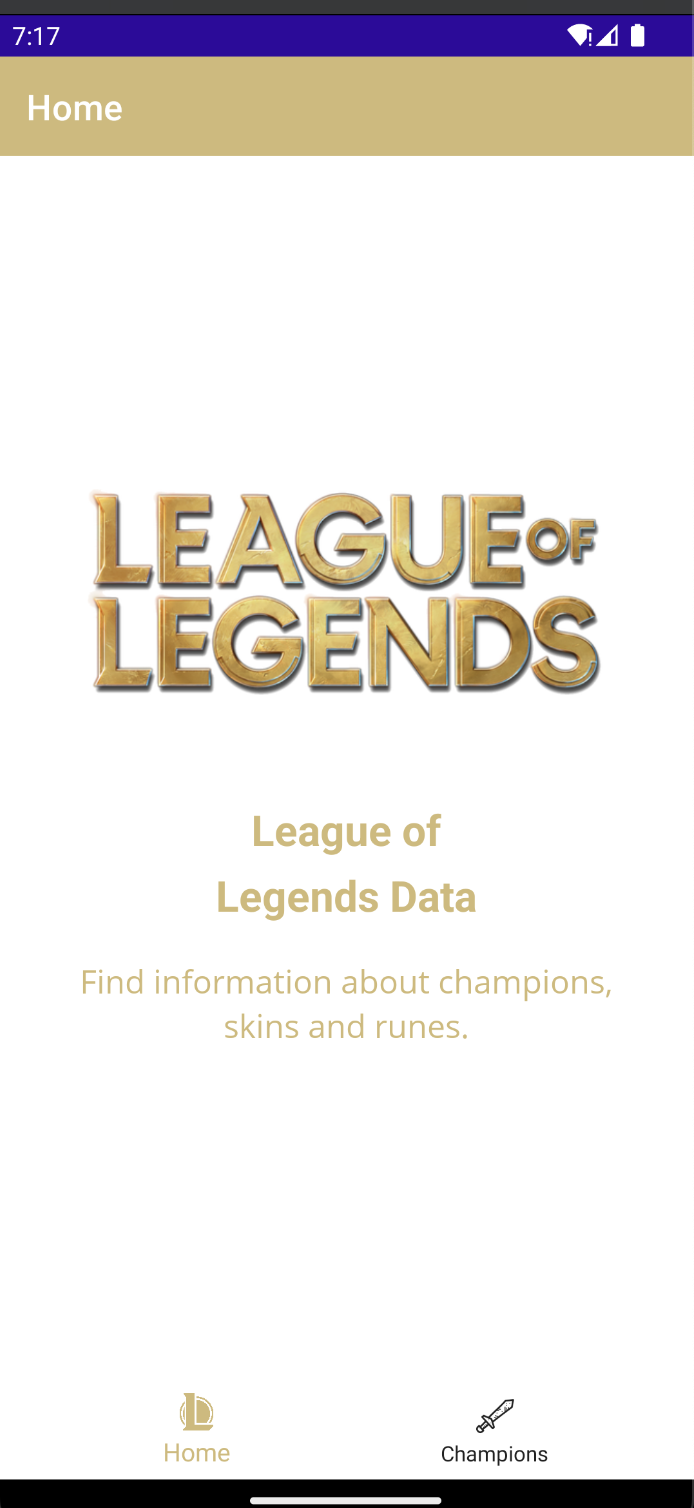 7:17
Home
LEAGUE OF
LEGENDS
League of
Legends Data
Find information about champions,
skins and runes.
Home
Champions